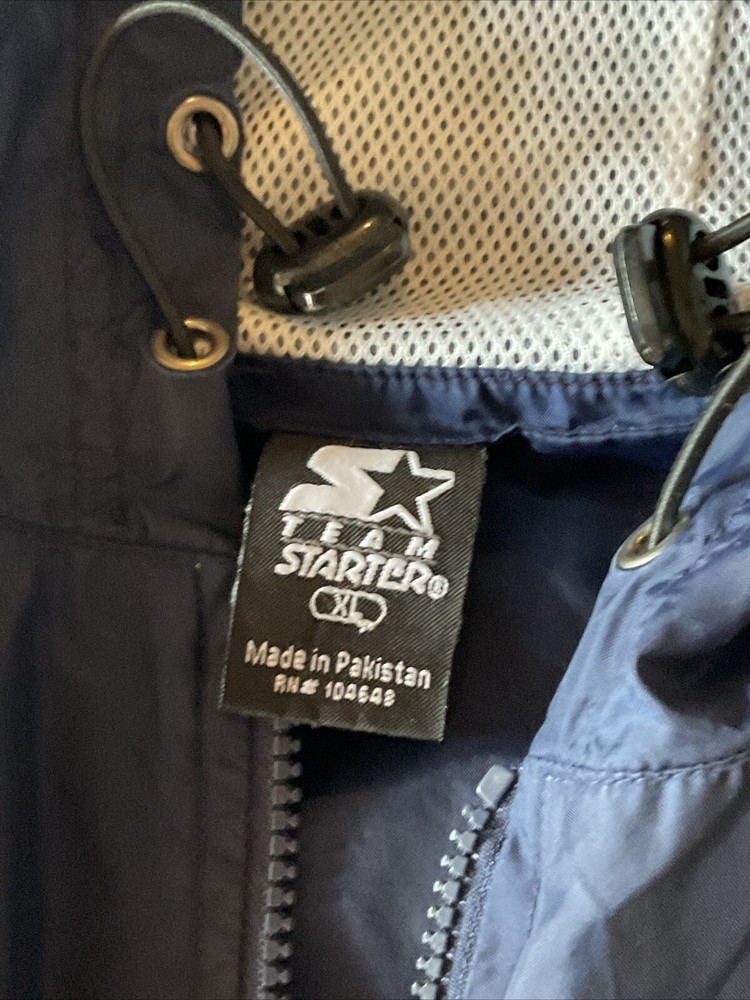 TEAM
STARTER®
XL
Made in Pakistan
RN# 104648